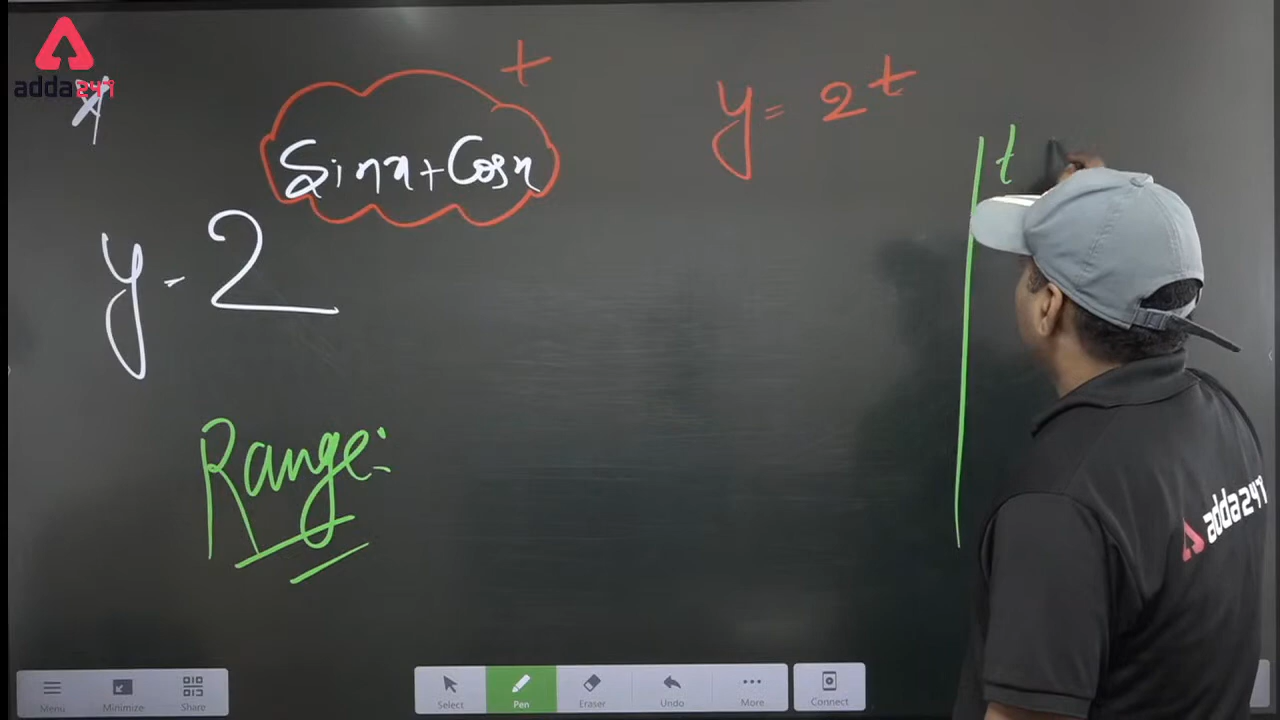 adda247
t
Sinx+Cosx
y=2
y = 2^t
t
Range:
adda247
Menu
Minimize
Share
Select
Pen
Eraser
Undo
More
Connect